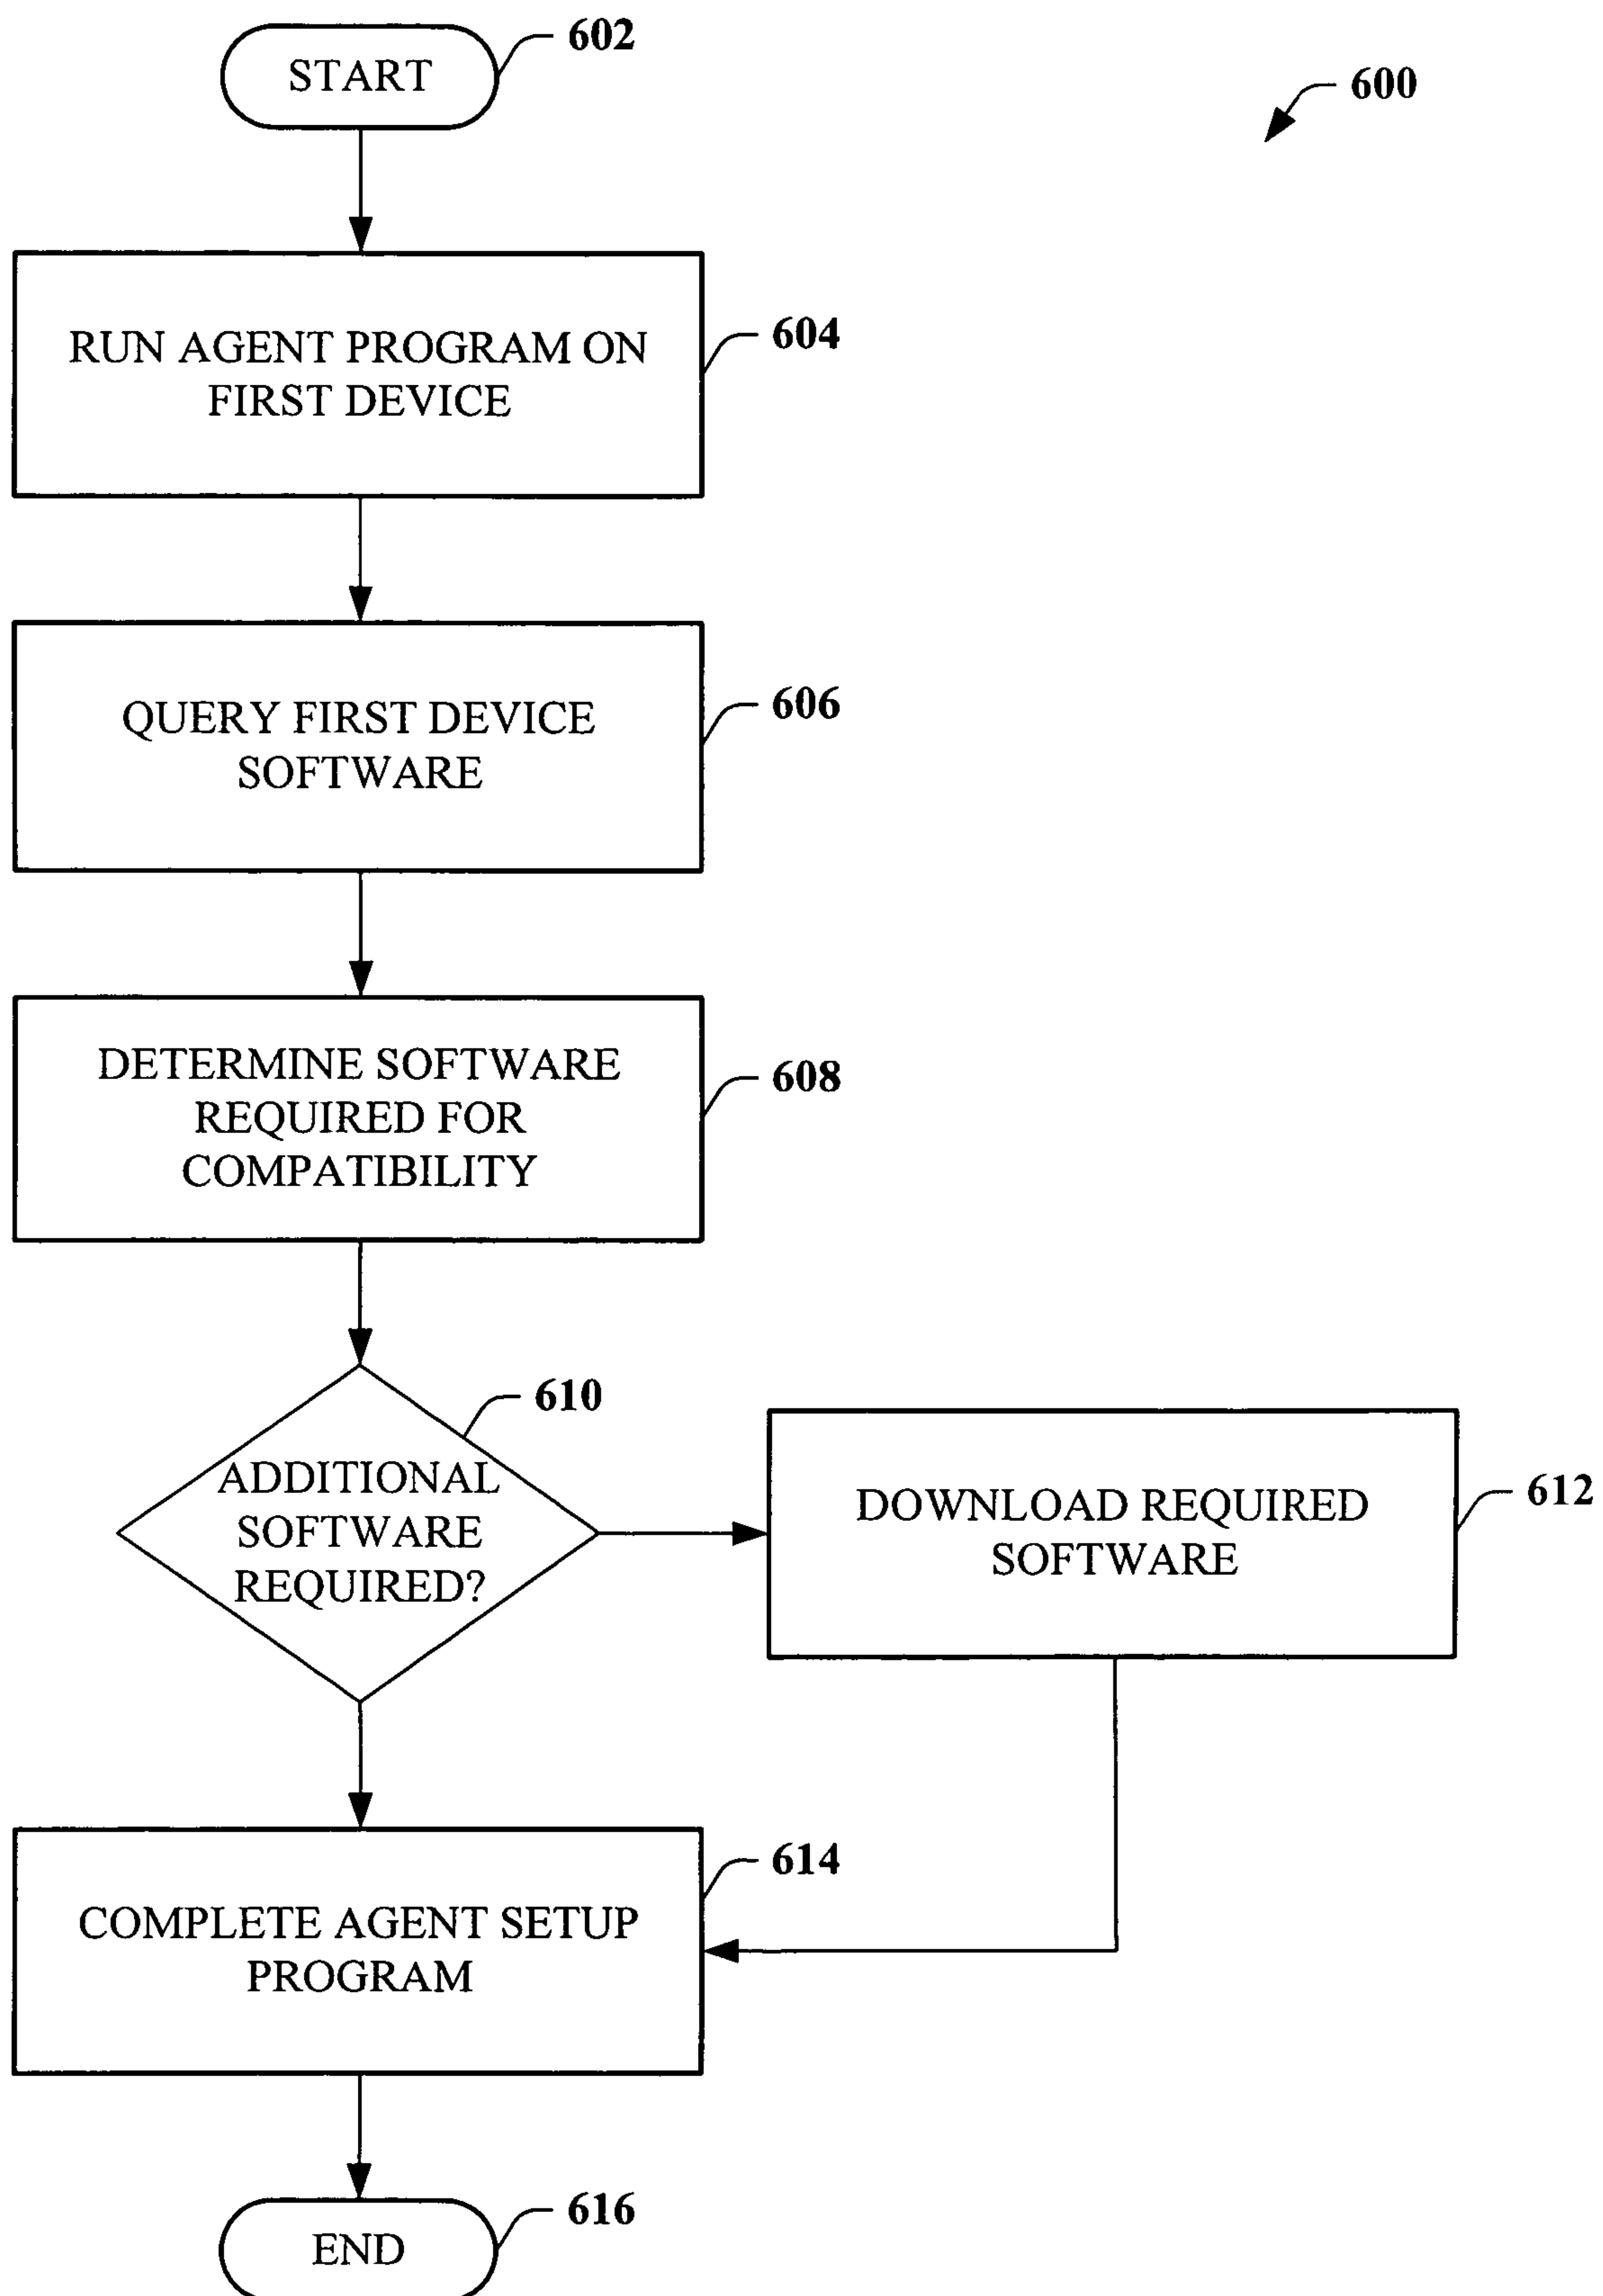 START
602
600
RUN AGENT PROGRAM ON
FIRST DEVICE
604
QUERY FIRST DEVICE
SOFTWARE
606
DETERMINE SOFTWARE
REQUIRED FOR
COMPATIBILITY
608
610
ADDITIONAL
SOFTWARE
REQUIRED?
DOWNLOAD REQUIRED
SOFTWARE
612
614
COMPLETE AGENT SETUP
PROGRAM
616
END